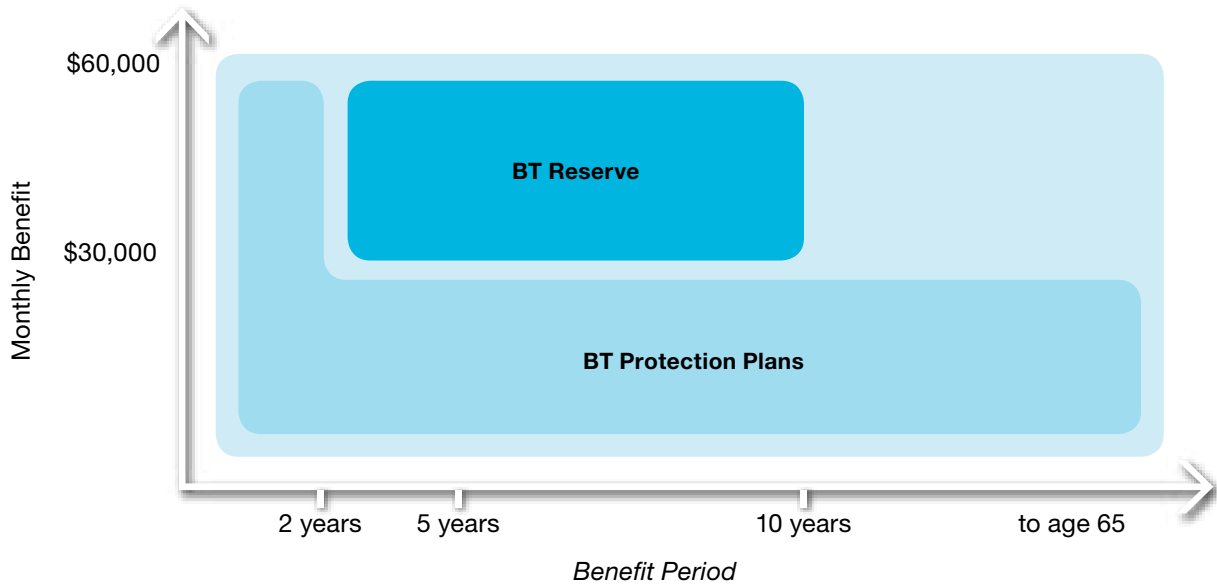 $60,000
BT Reserve
Monthly Benefit
$30,000
BT Protection Plans
2 years
5 years
10 years
to age 65
Benefit Period